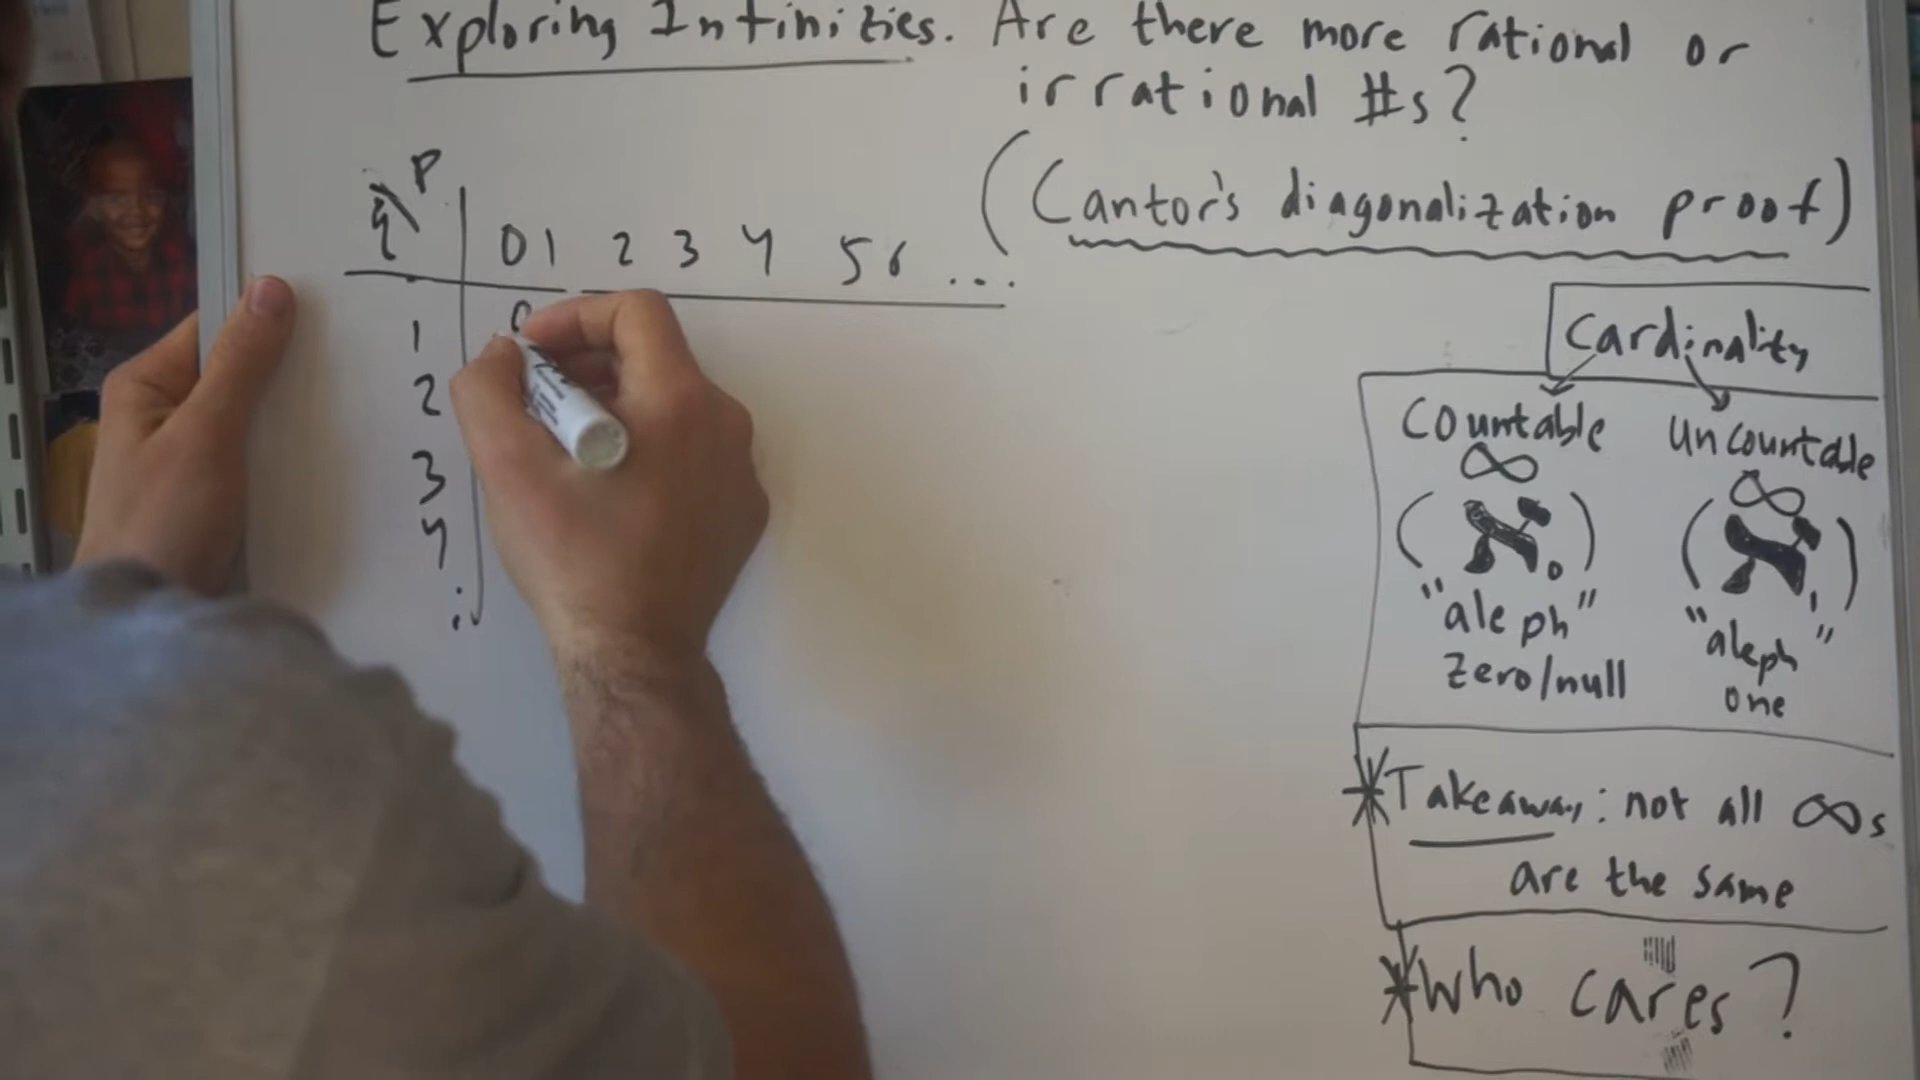 Exploring Infinities. Are there more rational or
irrational #s?
(Cantor's diagonalization proof)
P
q
0 1 2 3 4 5 6 ...
0
1
2
3
4
Cardinality
Countable
∞
(ℵ0)
"aleph"
Zero/null
Uncountable
∞
(ℵ1)
"aleph"
one
*Takeaway: not all ∞s
are the same
*Who cares?